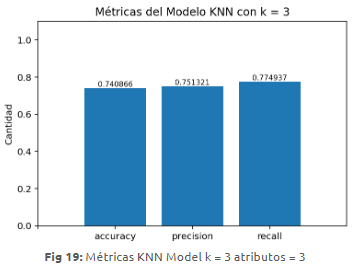 Métricas del Modelo KNN con k = 3
1.0
0.8
0.6
0.4
0.2
0.0
Cantidad
0.740866
0.751321
0.774937
accuracy
precision
recall
Fig 19: Métricas KNN Model k = 3 atributos = 3